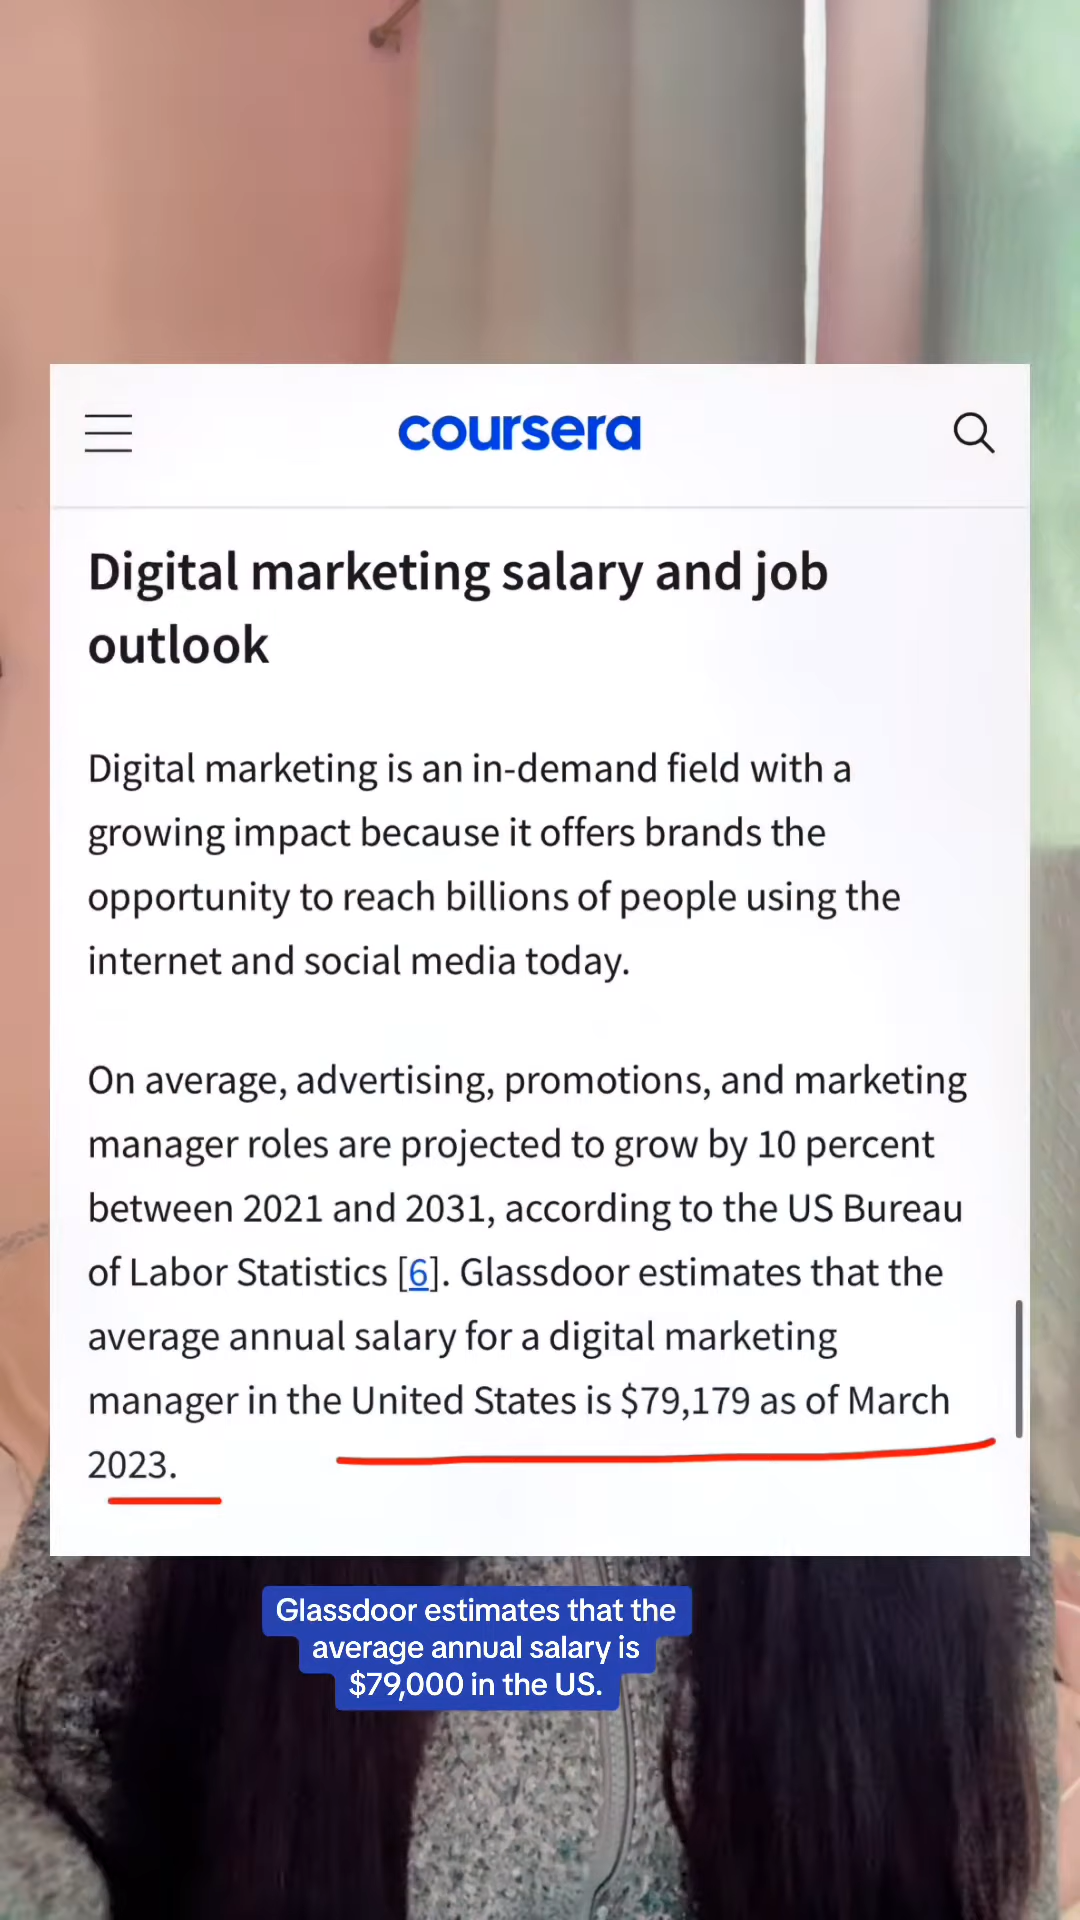 coursera
Digital marketing salary and job
outlook
Digital marketing is an in-demand field with a
growing impact because it offers brands the
opportunity to reach billions of people using the
internet and social media today.
On average, advertising, promotions, and marketing
manager roles are projected to grow by 10 percent
between 2021 and 2031, according to the US Bureau
of Labor Statistics [6]. Glassdoor estimates that the
average annual salary for a digital marketing
manager in the United States is $79,179 as of March
2023.
Glassdoor estimates that the
average annual salary is
$79,000 in the US.